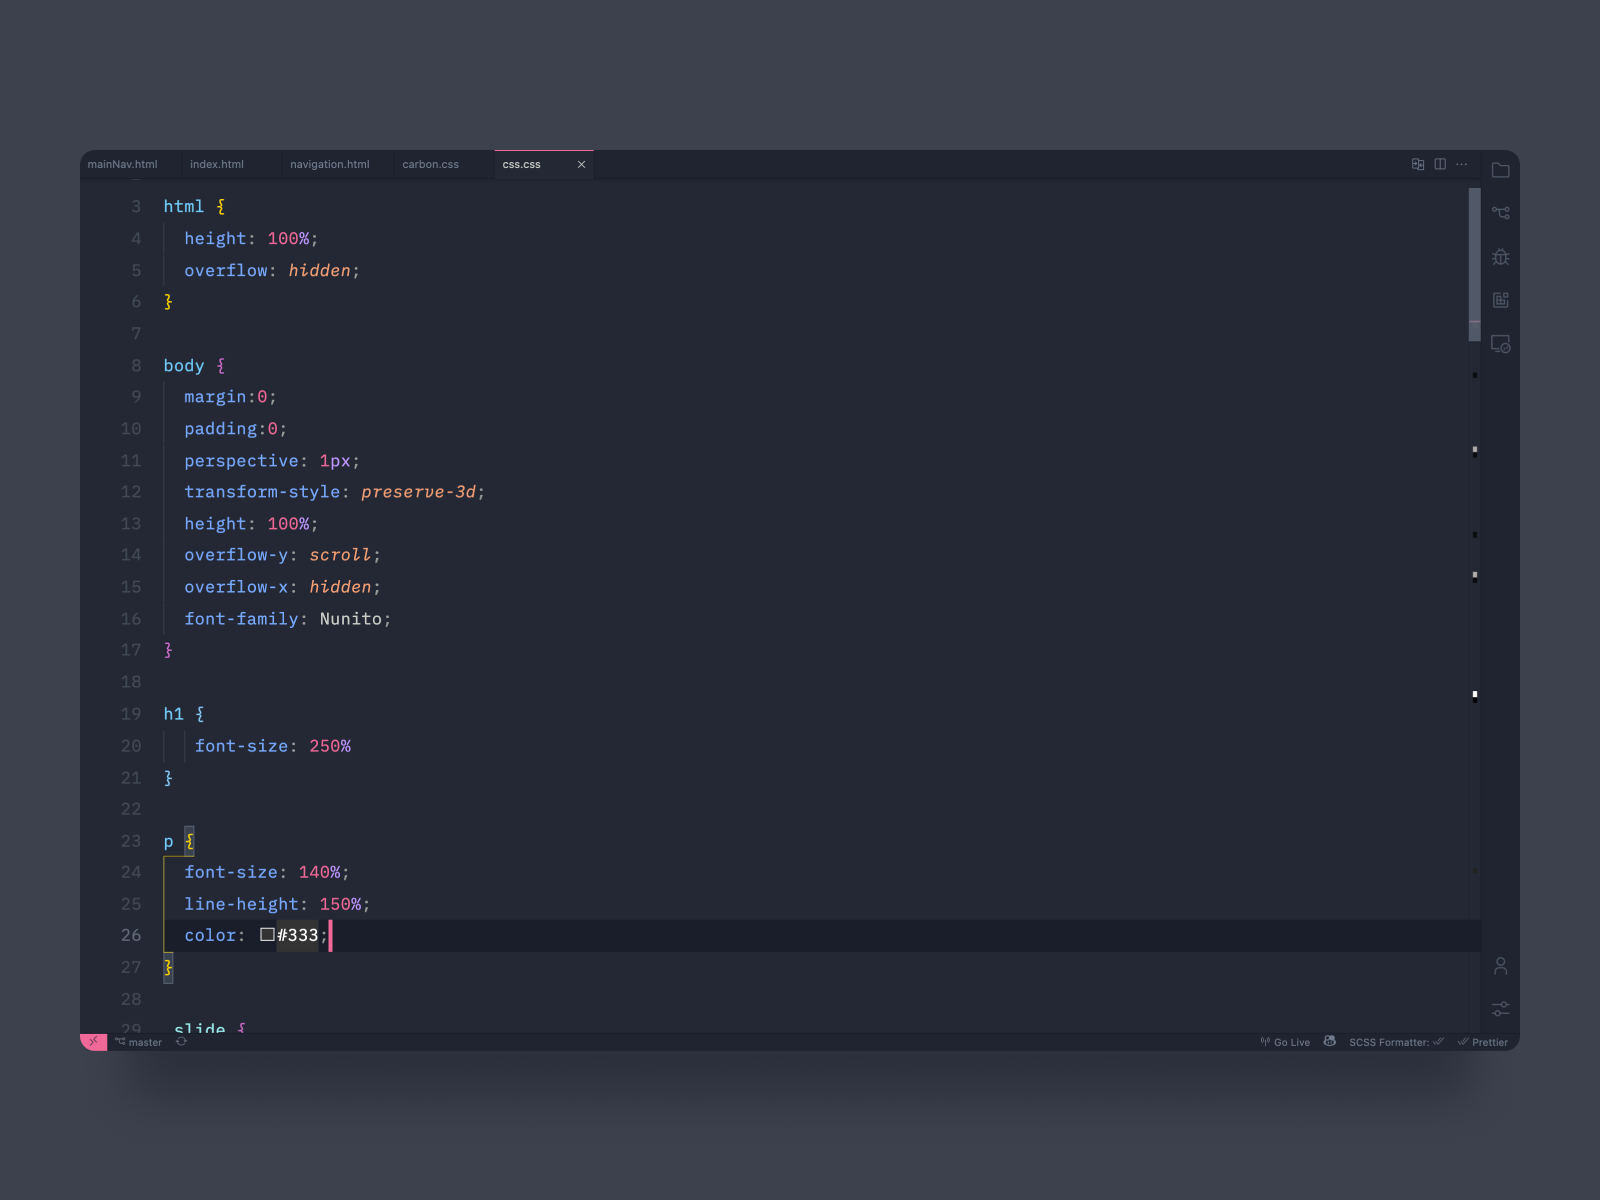 mainNav.html index.html navigation.html carbon.css css.css
3 html {
4 height: 100%;
5 overflow: hidden;
6 }
7
8 body {
9 margin:0;
10 padding:0;
11 perspective: 1px;
12 transform-style: preserve-3d;
13 height: 100%;
14 overflow-y: scroll;
15 overflow-x: hidden;
16 font-family: Nunito;
17 }
18
19 h1 {
20 font-size: 250%
21 }
22
23 p {
24 font-size: 140%;
25 line-height: 150%;
26 color: #333;
27 }
28
29 slide {
master Go Live SCSS Formatter: Prettier